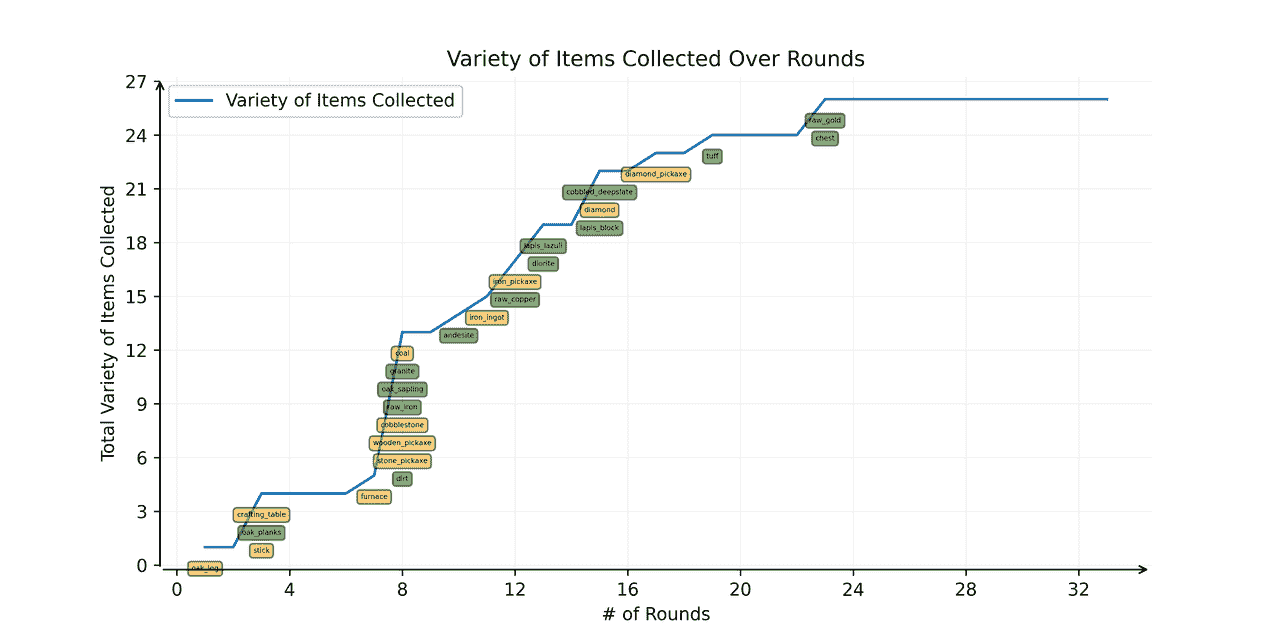 Variety of Items Collected Over Rounds
Variety of Items Collected
Total Variety of Items Collected
27
24
21
18
15
12
9
6
3
0
raw_gold
chest
tuff
diamond_pickaxe
cobbled_deepslate
diamond
lapis_block
lapis_lazuli
diorite
iron_pickaxe
raw_copper
iron_ingot
andesite
coal
granite
oak_sapling
raw_iron
cobblestone
wooden_pickaxe
stone_pickaxe
dirt
furnace
crafting_table
oak_planks
stick
oak_log
0 4 8 12 16 20 24 28 32
# of Rounds